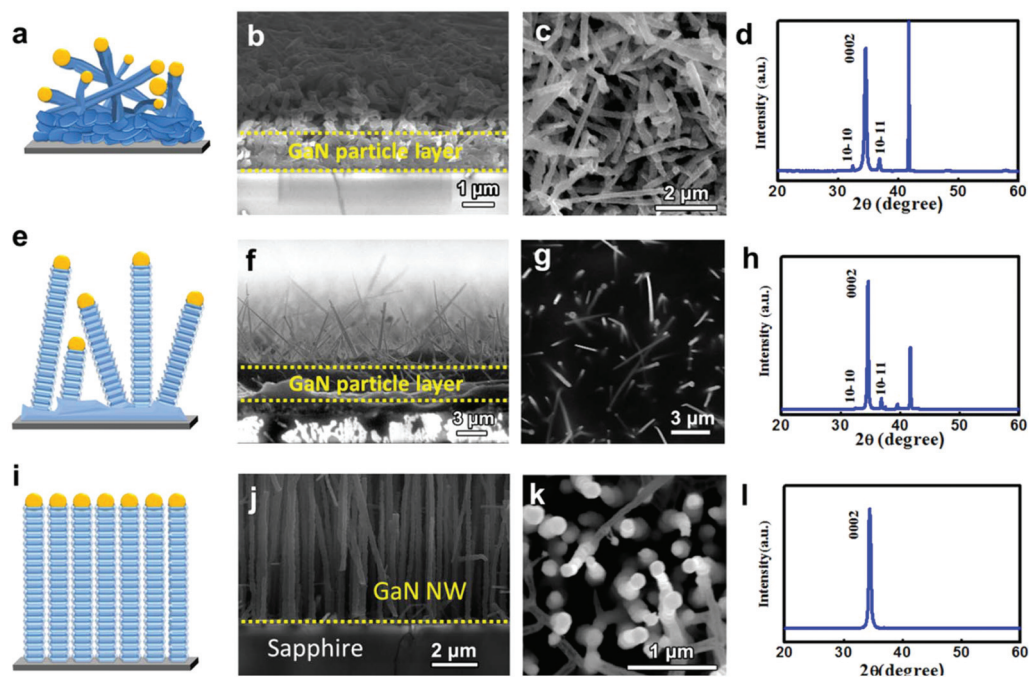 a
b
GaN particle layer
1 μm
c
2 μm
d
Intensity (a.u.)
0002
10-10
10-11
20 30 40 50 60
2θ (degree)
e
f
GaN particle layer
3 μm
g
3 μm
h
Intensity (a.u.)
0002
10-10
10-11
20 30 40 50 60
2θ (degree)
i
j
GaN NW
Sapphire
2 μm
k
1 μm
l
Intensity(a.u.)
0002
20 30 40 50 60
2θ(degree)